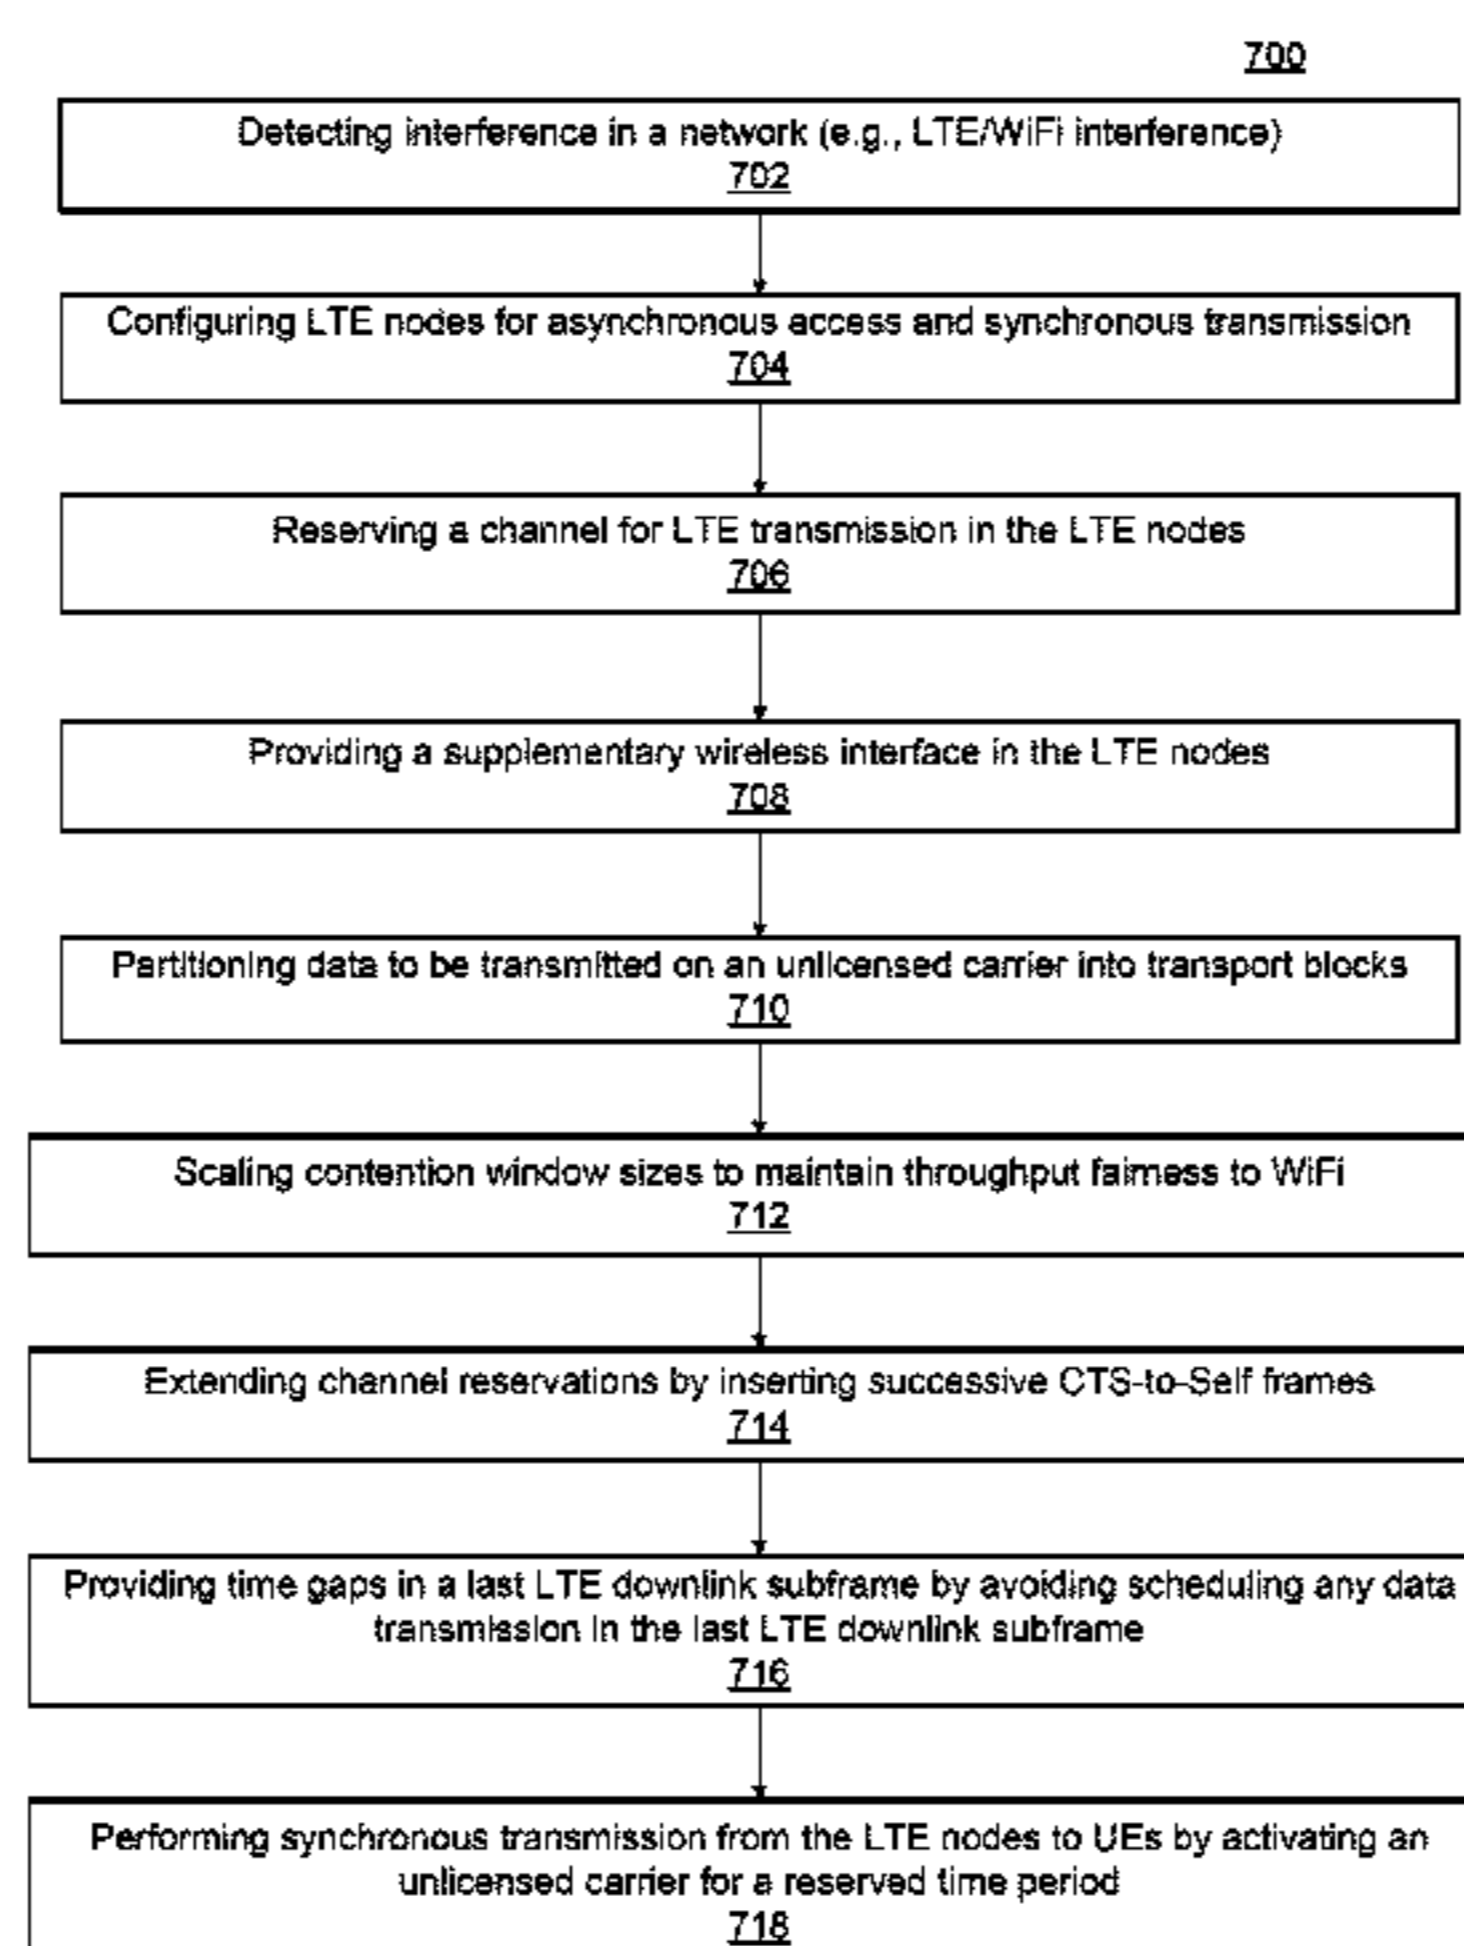 700
Detecting interference in a network (e.g., LTE/WiFi interference)
702
Configuring LTE nodes for asynchronous access and synchronous transmission
704
Reserving a channel for LTE transmission in the LTE nodes
706
Providing a supplementary wireless interface in the LTE nodes
708
Partitioning data to be transmitted on an unlicensed carrier into transport blocks
710
Scaling contention window sizes to maintain throughput fairness to WiFi
712
Extending channel reservations by inserting successive CTS-to-Self frames
714
Providing time gaps in a last LTE downlink subframe by avoiding scheduling any data
transmission in the last LTE downlink subframe
716
Performing synchronous transmission from the LTE nodes to UEs by activating an
unlicensed carrier for a reserved time period
718